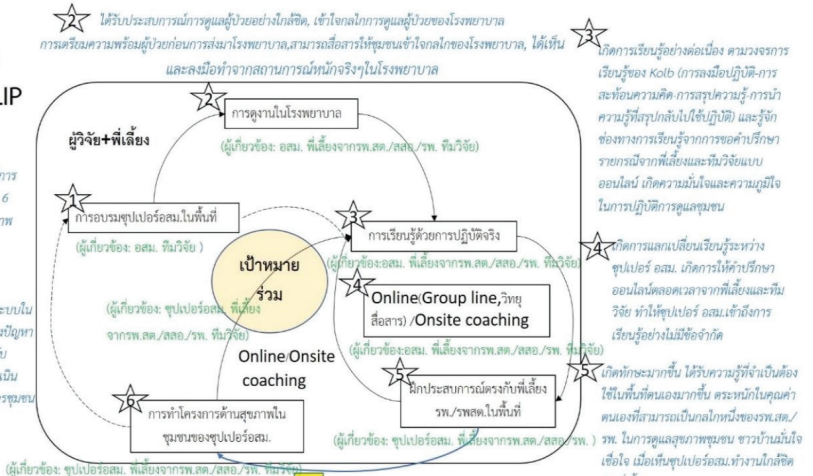 2
ได้รับประสบการณ์การดูแลผู้ป่วยอย่างใกล้ชิด, เข้าใจกลไกการดูแลผู้ป่วยของโรงพยาบาล
การเตรียมความพร้อมผู้ป่วยก่อนการส่งมาโรงพยาบาล,สามารถสื่อสารให้ชุมชนเข้าใจกลไกของโรงพยาบาล, ได้เห็น
และลงมือทำจากสถานการณ์หนักจริงๆในโรงพยาบาล
LIP
การ
6
าพ
ะบบใน
นปัญหา
ับ
เนิน
รชุมชน
ผู้วิจัย+พี่เลี้ยง
2
การดูงานในโรงพยาบาล
(ผู้เกี่ยวข้อง: อสม. พี่เลี้ยงจากรพ.สต./สสอ./รพ. ทีมวิจัย)
1
การอบรมซุปเปอร์อสม.ในพื้นที่
(ผู้เกี่ยวข้อง: อสม. ทีมวิจัย )
3
การเรียนรู้ด้วยการปฏิบัติจริง
(ผู้เกี่ยวข้อง:อสม. พี่เลี้ยงจากรพ.สต./สสอ./รพ. ทีมวิจัย)
เป้าหมาย
ร่วม
(ผู้เกี่ยวข้อง: ซุปเปอร์อสม. พี่เลี้ยง
จากรพ.สต./สสอ./รพ. ทีมวิจัย)
4
Online(Group line,วิทยุ
สื่อสาร) /Onsite coaching
(ผู้เกี่ยวข้อง:อสม. พี่เลี้ยงจากรพ.สต./สสอ./รพ. ทีมวิจัย)
Online/Onsite
coaching
5
ฝึกประสบการณ์ตรงกับพี่เลี้ยง
รพ./รพสต.ในพื้นที่
(ผู้เกี่ยวข้อง: ซุปเปอร์อสม. พี่เลี้ยงจากรพ.สต./สสอ./รพ. )
6
การทำโครงการด้านสุขภาพใน
ชุมชนของซุปเปอร์อสม.
(ผู้เกี่ยวข้อง: ซุปเปอร์อสม. พี่เลี้ยงจากรพ.สต./สสอ./รพ. ทีมวิจัย)
3
เกิดการเรียนรู้อย่างต่อเนื่อง ตามวงจรการ
เรียนรู้ของ Kolb (การลงมือปฏิบัติ-การ
สะท้อนความคิด-การสรุปความรู้-การนำ
ความรู้ที่สรุปกลับไปใช้ปฏิบัติ) และรู้จัก
ช่องทางการเรียนรู้จากการขอคำปรึกษา
รายกรณีจากพี่เลี้ยงและทีมวิจัยแบบ
ออนไลน์ เกิดความมั่นใจและความภูมิใจ
ในการปฏิบัติการดูแลชุมชน
4
เกิดการแลกเปลี่ยนเรียนรู้ระหว่าง
ซุปเปอร์ อสม. เกิดการให้คำปรึกษา
ออนไลน์ตลอดเวลาจากพี่เลี้ยงและทีม
วิจัย ทำให้ซุปเปอร์ อสม.เข้าถึงการ
เรียนรู้อย่างไม่มีข้อจำกัด
5
เกิดทักษะมากขึ้น ได้รับความรู้ที่จำเป็นต้อง
ใช้ในพื้นที่ตนเองมากขึ้น ตระหนักในคุณค่า
ตนเองที่สามารถเป็นกลไกหนึ่งของรพ.สต./
รพ. ในการดูแลสุขภาพชุมชน ชาวบ้านมั่นใจ
เชื่อใจ เมื่อเห็นซุปเปอร์อสม.ทำงานใกล้ชิด